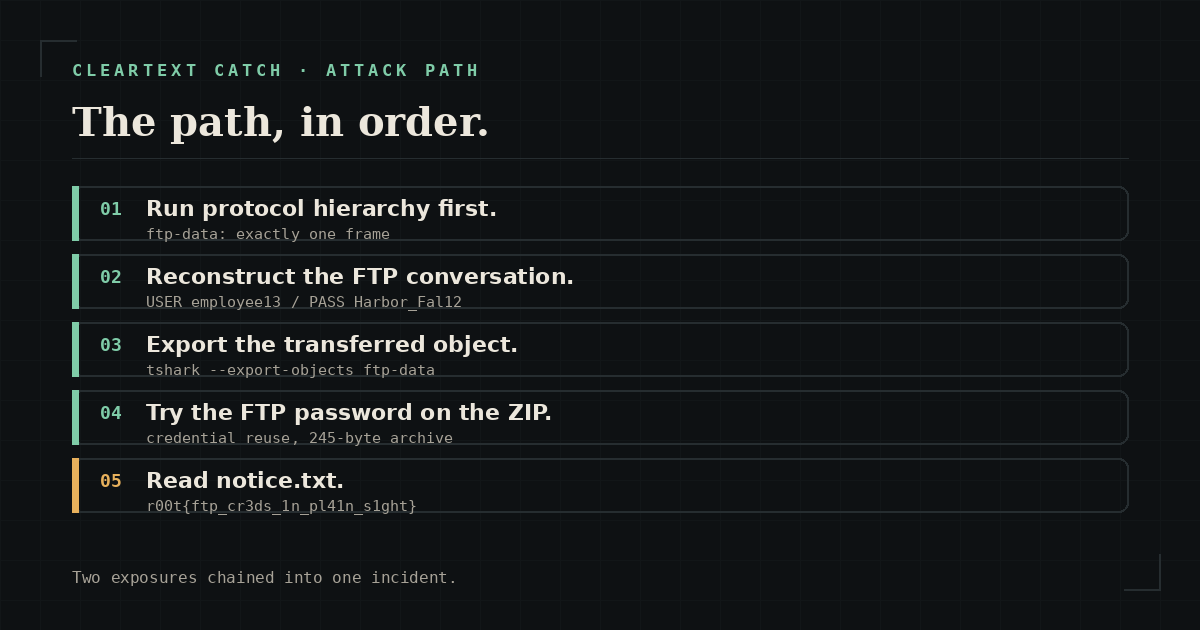 CLEARTEXT CATCH · ATTACK PATH
The path, in order.
01 Run protocol hierarchy first.
ftp-data: exactly one frame
02 Reconstruct the FTP conversation.
USER employee13 / PASS Harbor_Fal12
03 Export the transferred object.
tshark --export-objects ftp-data
04 Try the FTP password on the ZIP.
credential reuse, 245-byte archive
05 Read notice.txt.
r00t{ftp_cr3ds_1n_pl41n_s1ght}
Two exposures chained into one incident.